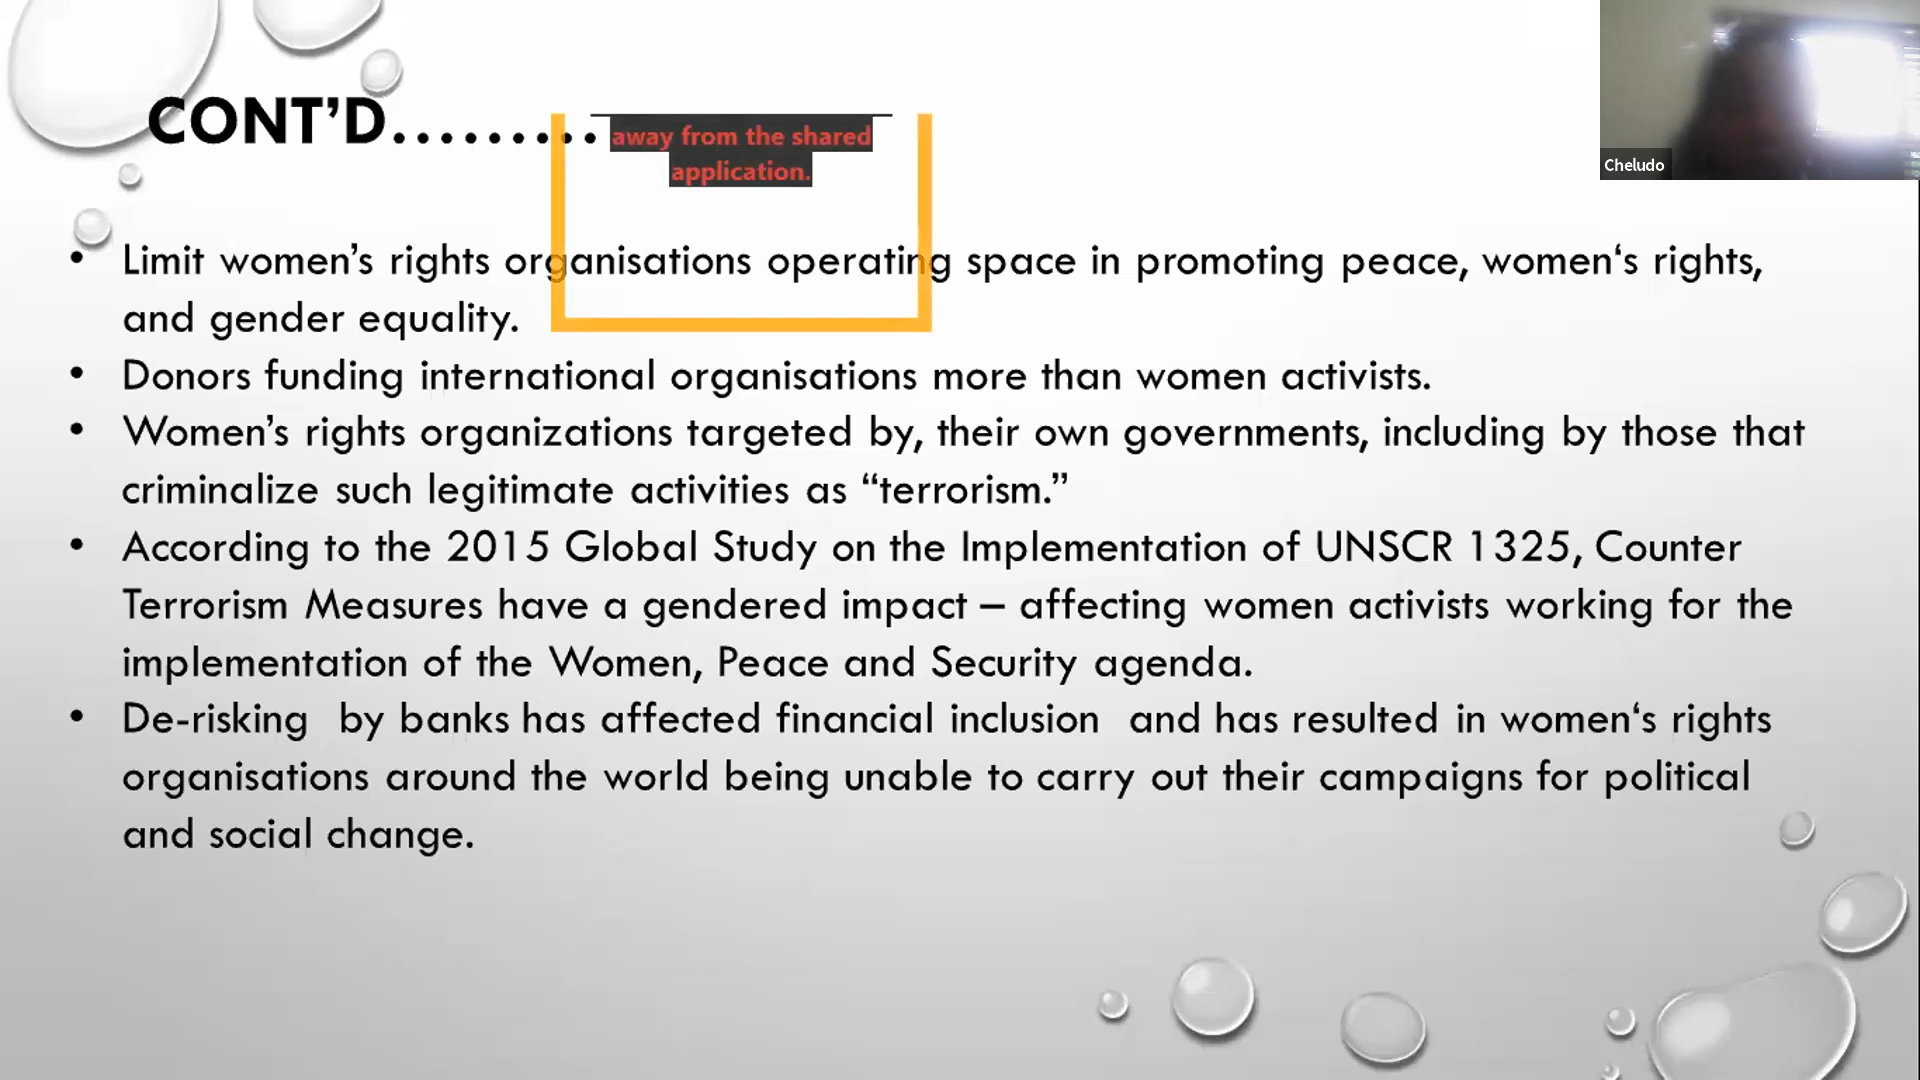 CONT’D.........
away from the shared
application.
Cheludo
• Limit women’s rights organisations operating space in promoting peace, women‘s rights,
and gender equality.
• Donors funding international organisations more than women activists.
• Women’s rights organizations targeted by, their own governments, including by those that
criminalize such legitimate activities as “terrorism.”
• According to the 2015 Global Study on the Implementation of UNSCR 1325, Counter
Terrorism Measures have a gendered impact – affecting women activists working for the
implementation of the Women, Peace and Security agenda.
• De-risking  by banks has affected financial inclusion  and has resulted in women‘s rights
organisations around the world being unable to carry out their campaigns for political
and social change.